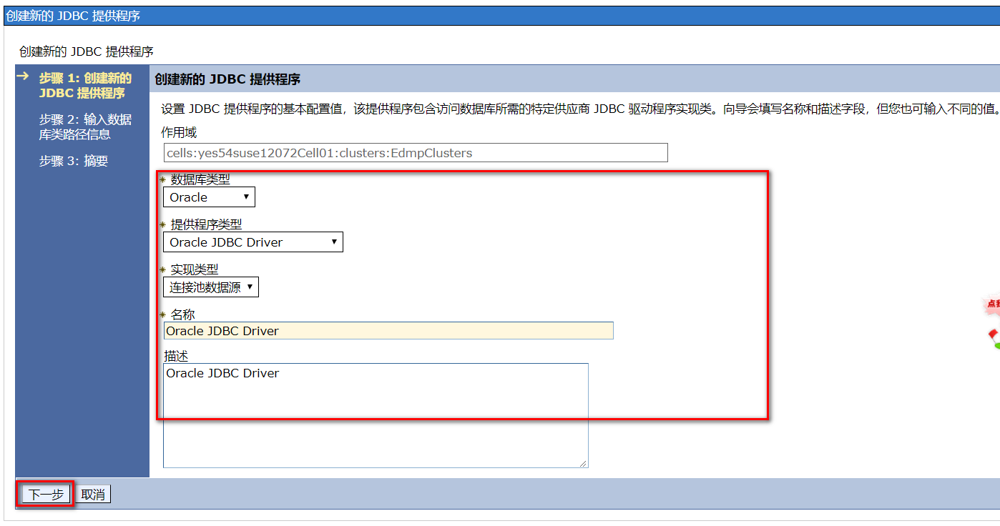 创建新的 JDBC 提供程序
创建新的 JDBC 提供程序
步骤 1: 创建新的
JDBC 提供程序
步骤 2: 输入数据
库类路径信息
步骤 3: 摘要
创建新的 JDBC 提供程序
设置 JDBC 提供程序的基本配置值，该提供程序包含访问数据库所需的特定供应商 JDBC 驱动程序实现类。向导会填写名称和描述字段，但您也可输入不同的值。
作用域
cells:yes54suse12072Cell01:clusters:EdmpClusters
数据库类型
Oracle
提供程序类型
Oracle JDBC Driver
实现类型
连接池数据源
名称
Oracle JDBC Driver
描述
Oracle JDBC Driver
下一步 取消